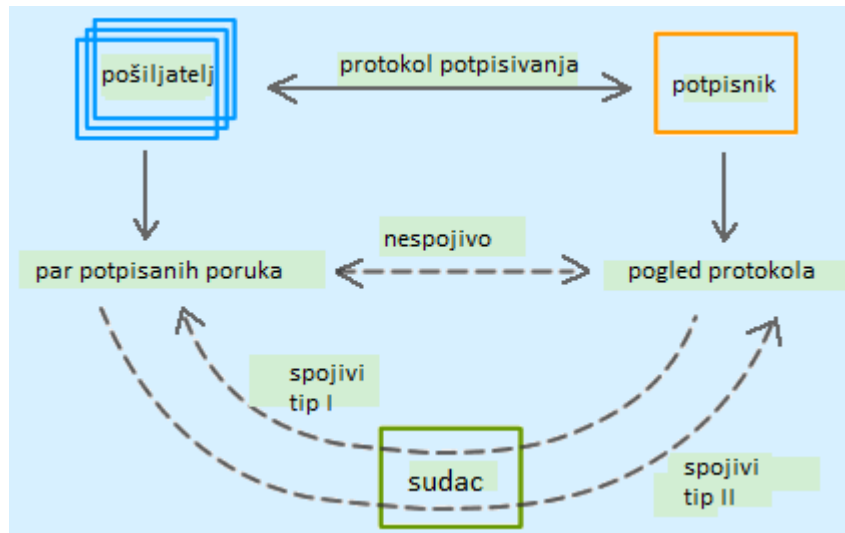 pošiljatelj
protokol potpisivanja
potpisnik
nespojivo
par potpisanih poruka
pogled protokola
spojivi
tip I
sudac
spojivi
tip II